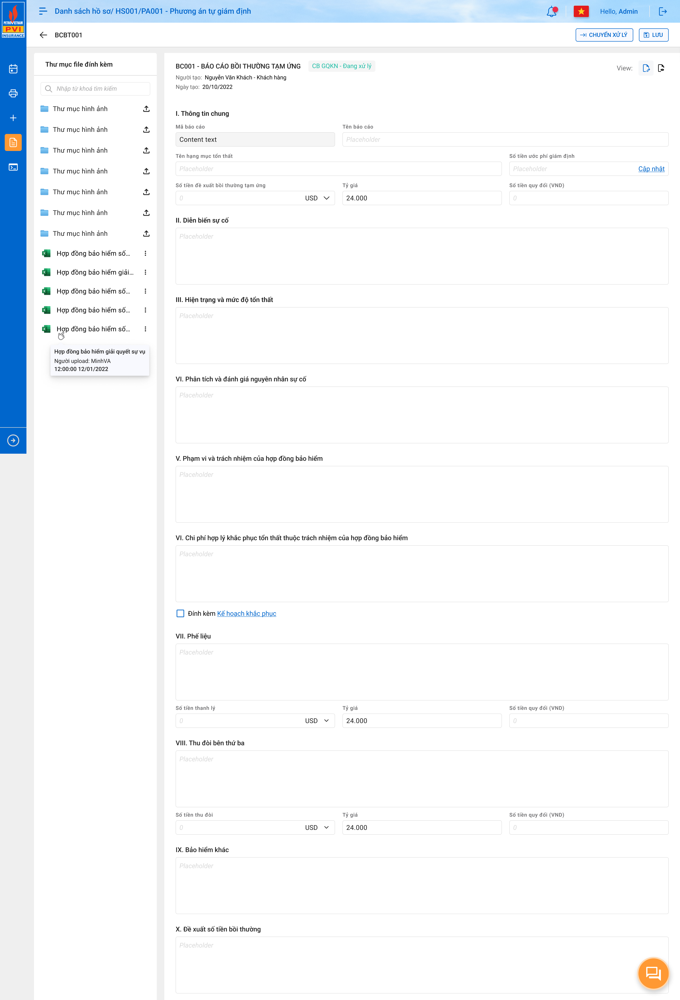 PETROVIETNAM
PVI
INSURANCE
Danh sách hồ sơ/ HS001/PA001 - Phương án tự giám định
Hello, Admin
BCBT001
CHUYỂN XỬ LÝ
LƯU
Thư mục file đính kèm
Nhập từ khoá tìm kiếm
Thư mục hình ảnh
Thư mục hình ảnh
Thư mục hình ảnh
Thư mục hình ảnh
Thư mục hình ảnh
Thư mục hình ảnh
Thư mục hình ảnh
Hợp đồng bảo hiểm số...
Hợp đồng bảo hiểm giải...
Hợp đồng bảo hiểm số...
Hợp đồng bảo hiểm số...
Hợp đồng bảo hiểm số...
Hợp đồng bảo hiểm giải quyết sự vụ
Người upload: MinhVA
12:00:00 12/01/2022
BC001 - BÁO CÁO BỒI THƯỜNG TẠM ỨNG
CB GQKN - Đang xử lý
View:
Người tạo: Nguyễn Văn Khách - Khách hàng
Ngày tạo: 20/10/2022
I. Thông tin chung
Mã báo cáo
Tên báo cáo
Content text
Placeholder
Tên hạng mục tổn thất
Số tiền ước phí giám định
Placeholder
Placeholder
Cập nhật
Số tiền đề xuất bồi thường tạm ứng
Tỷ giá
Số tiền quy đổi (VND)
0
USD
24.000
0
II. Diễn biến sự cố
Placeholder
III. Hiện trạng và mức độ tổn thất
Placeholder
VI. Phân tích và đánh giá nguyên nhân sự cố
Placeholder
V. Phạm vi và trách nhiệm của hợp đồng bảo hiểm
Placeholder
VI. Chi phí hợp lý khắc phục tổn thất thuộc trách nhiệm của hợp đồng bảo hiểm
Placeholder
Đính kèm Kế hoạch khắc phục
VII. Phế liệu
Placeholder
Số tiền thanh lý
Tỷ giá
Số tiền quy đổi (VND)
0
USD
24.000
0
VIII. Thu đòi bên thứ ba
Placeholder
Số tiền thu đòi
Tỷ giá
Số tiền quy đổi (VND)
0
USD
24.000
0
IX. Bảo hiểm khác
Placeholder
X. Đề xuất số tiền bồi thường
Placeholder